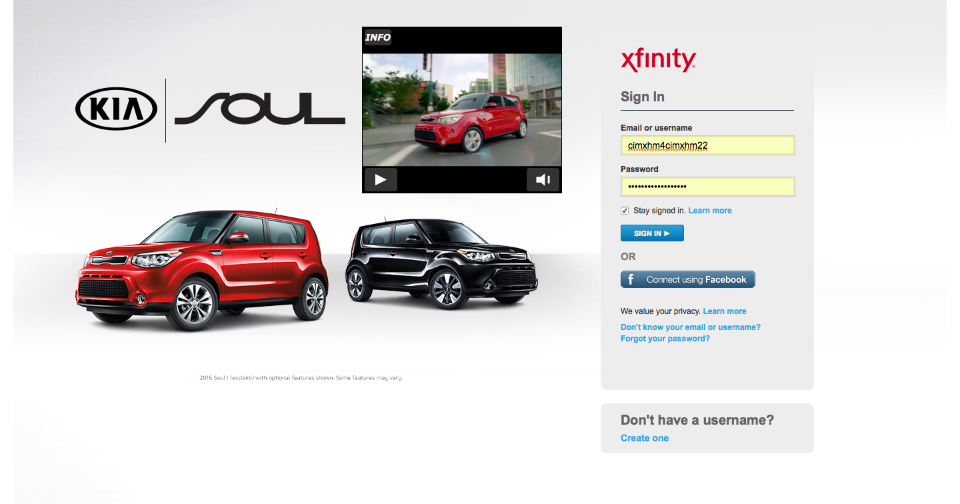 INFO
KIA SOUL
xfinity
Sign In
Email or username
cimxhm4cimxhm22
Password
•••••••••••••••••
Stay signed in. Learn more
SIGN IN
OR
f Connect using Facebook
We value your privacy. Learn more
Don't know your email or username?
Forgot your password?
2016 Soul ! (exclaim) with optional features shown. Some features may vary.
Don't have a username?
Create one